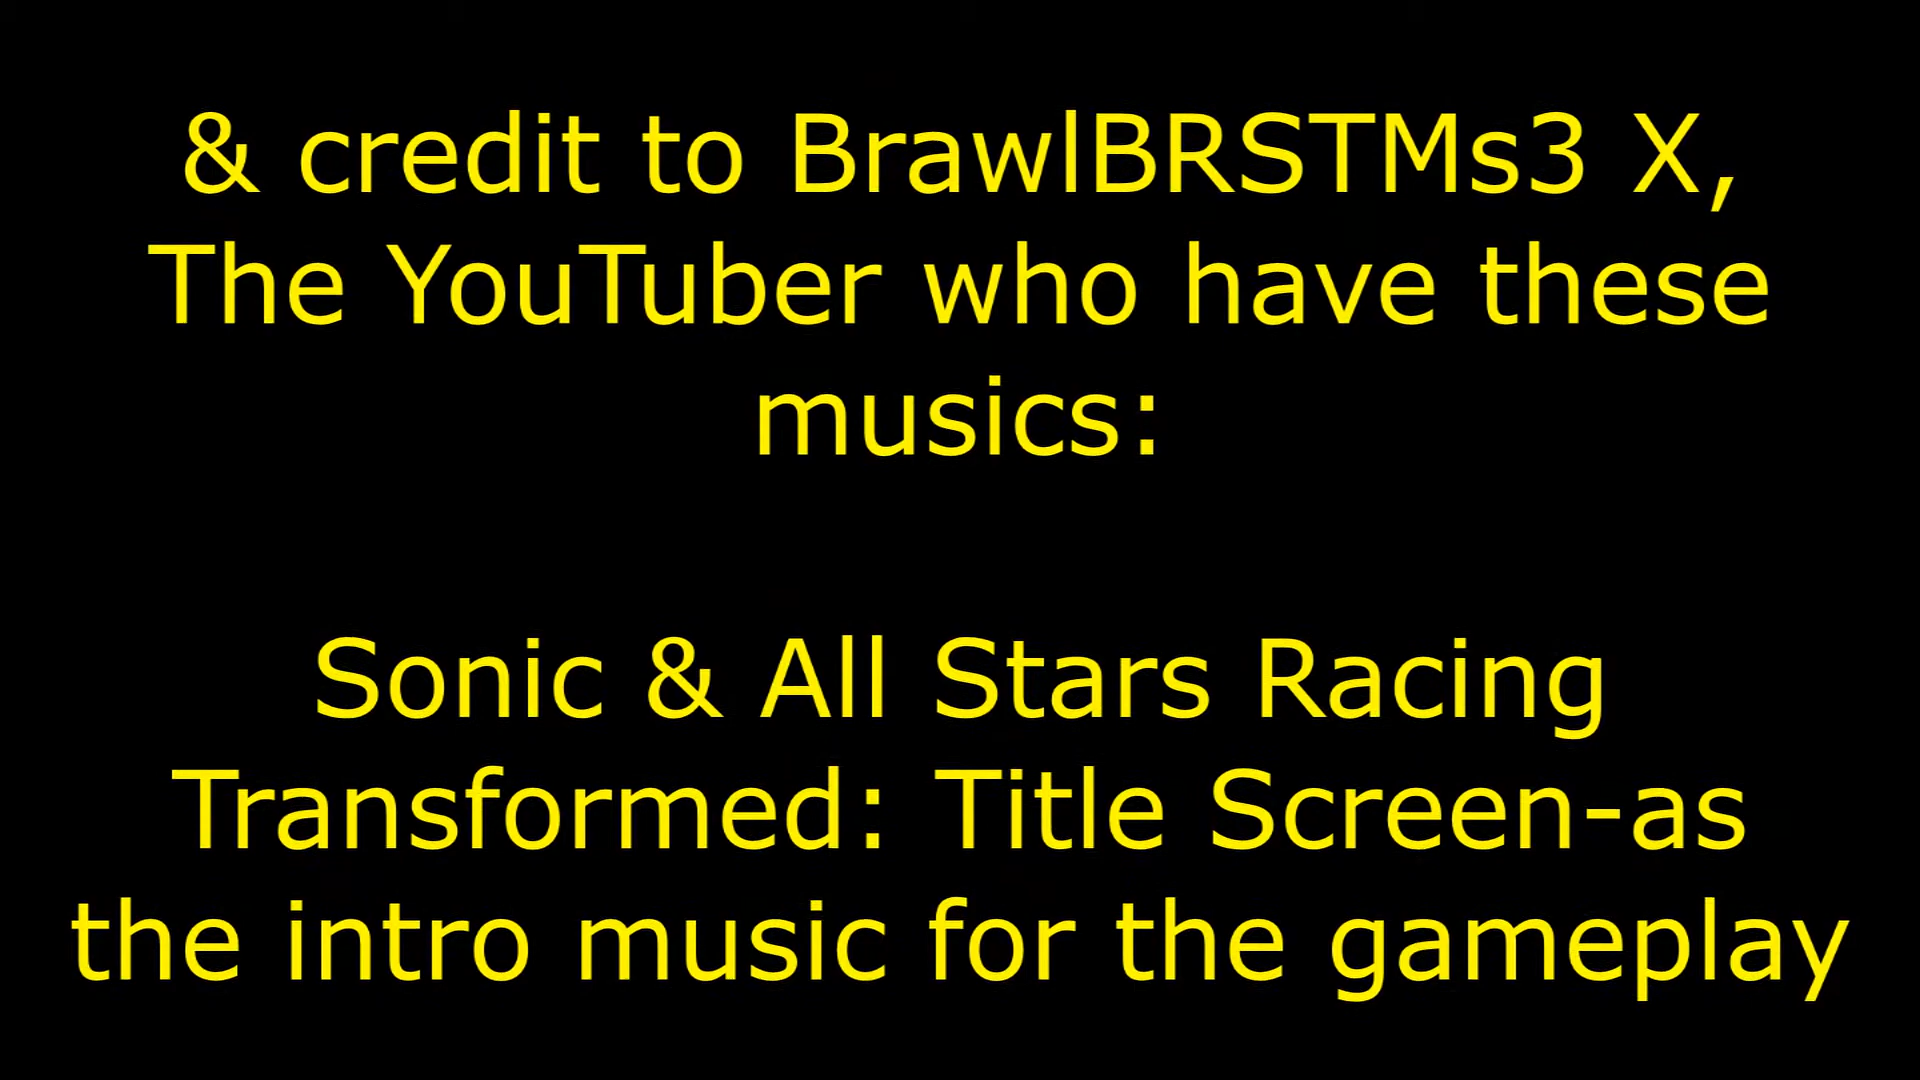 & credit to BrawlBRSTMs3 X,
The YouTuber who have these
musics:
Sonic & All Stars Racing
Transformed: Title Screen-as
the intro music for the gameplay